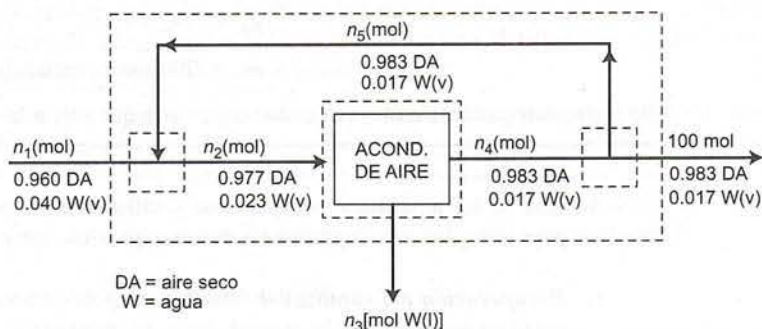 n5(mol)
0.983 DA
0.017 W(v)
n1(mol)
0.960 DA
0.040 W(v)
n2(mol)
0.977 DA
0.023 W(v)
ACOND.
DE AIRE
n4(mol)
0.983 DA
0.017 W(v)
100 mol
0.983 DA
0.017 W(v)
DA = aire seco
W = agua
n3[mol W(l)]